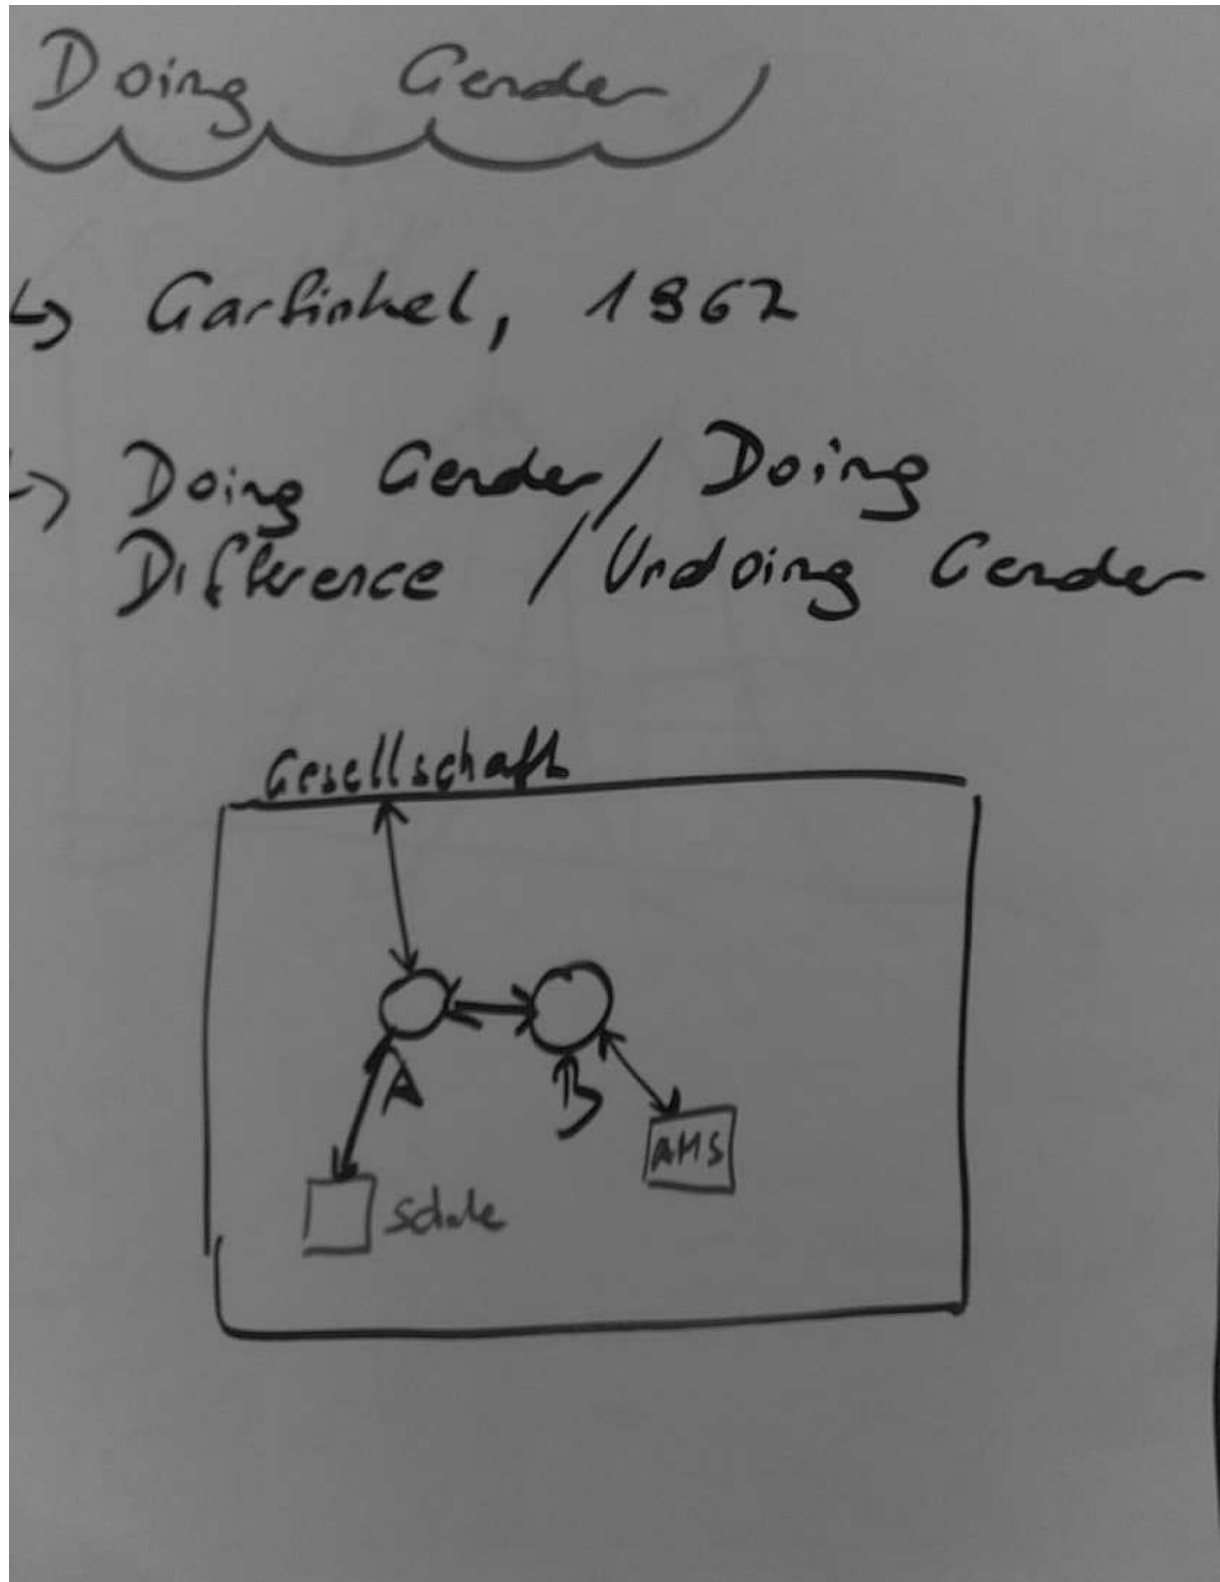 Doing Gender
↳ Garfinkel, 1967
↳ Doing Gender / Doing
Difference / Undoing Gender
Gesellschaft
A
B
AMS
Schule